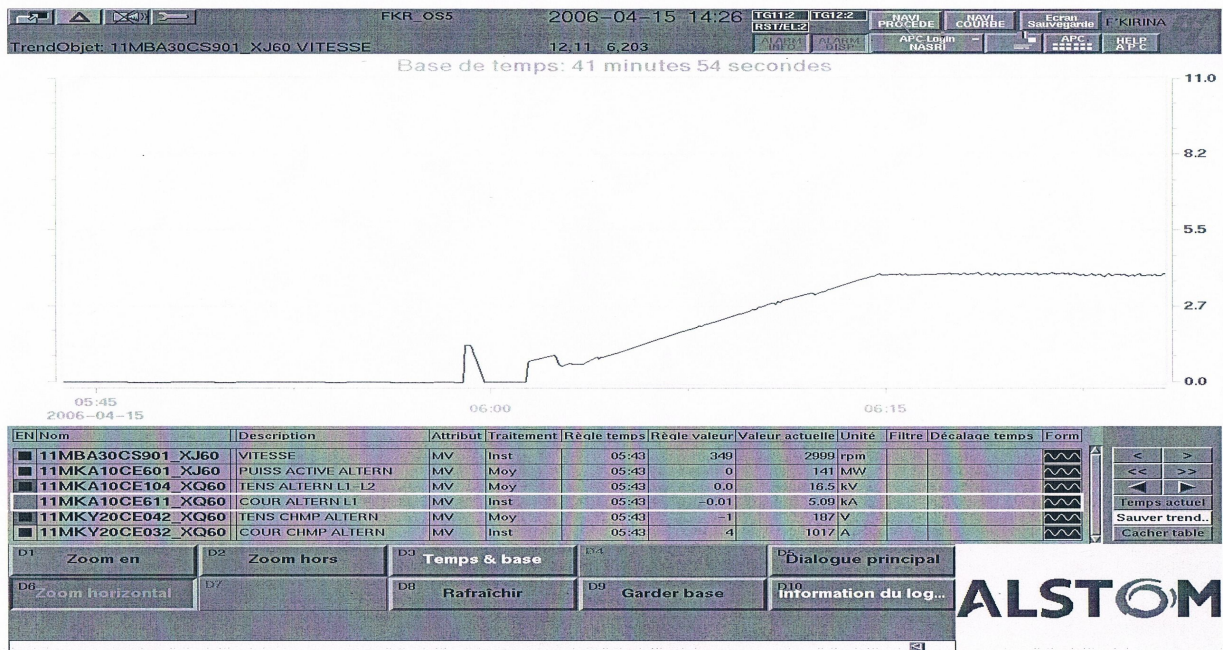 FKR_OS5 2006-04-15 14:26 TG11:2 TG12:2 NAVI PROCEDE NAVI COURBE Ecran Sauvegarde F'KIRINA
RST/EL:2
TrendObjet: 11MBA30CS901_XJ60 VITESSE 12,11 6,203 ALARM INFO ALARM DISP APC Login NASRI APC HELP APC
Base de temps: 41 minutes 54 secondes
11.0
8.2
5.5
2.7
0.0
05:45 06:00 06:15
2006-04-15
EN Nom Description Attribut Traitement Règle temps Règle valeur Valeur actuelle Unité Filtre Décalage temps Form
11MBA30CS901_XJ60 VITESSE MV Inst 05:43 349 2999 rpm < >
11MKA10CE601_XJ60 PUISS ACTIVE ALTERN MV Moy 05:43 0 141 MW << >>
11MKA10CE104_XQ60 TENS ALTERN L1-L2 MV Moy 05:43 0.0 16.5 kV
11MKA10CE611_XQ60 COUR ALTERN L1 MV Inst 05:43 -0.01 5.09 kA Temps actuel
11MKY20CE042_XQ60 TENS CHMP ALTERN MV Moy 05:43 -1 187 V Sauver trend..
11MKY20CE032_XQ60 COUR CHMP ALTERN MV Inst 05:43 4 1017 A Cacher table
D1 Zoom en D2 Zoom hors D3 Temps & base D4 D5 Dialogue principal
D6 Zoom horizontal D7 D8 Rafraîchir D9 Garder base D10 Information du log...
ALSTOM